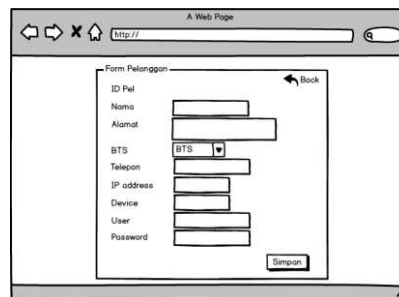 A Web Page
http://
Form Pelanggan
Back
ID Pel
Nama
Alamat
BTS BTS
Telepon
IP address
Device
User
Password
Simpan